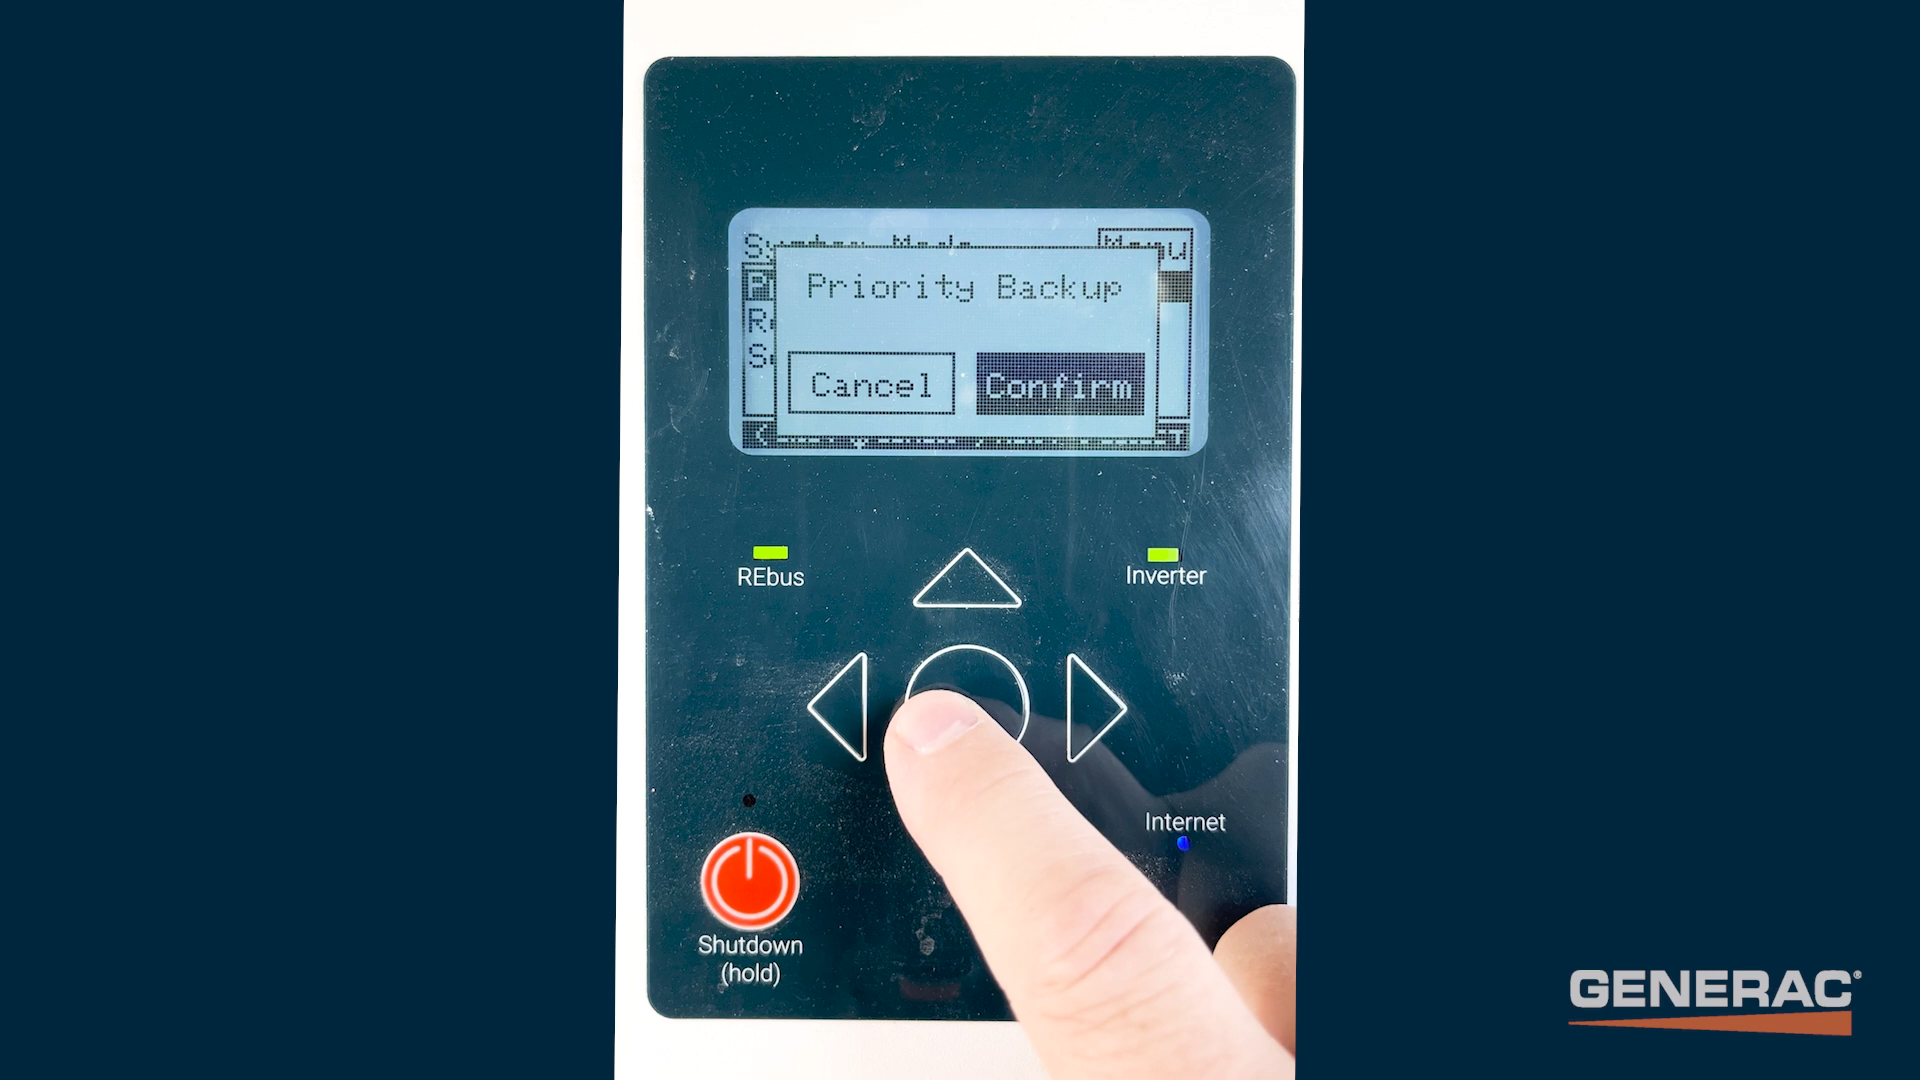 Priority Backup
Cancel Confirm
REbus
Inverter
Internet
Shutdown
(hold)
GENERAC®